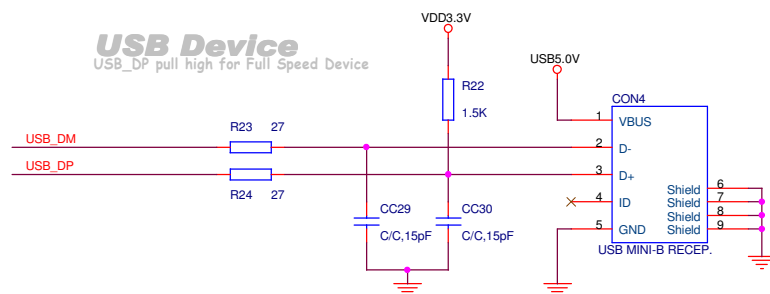 VDD3.3V
USB Device
USB_DP pull high for Full Speed Device
USB5.0V
R22
1.5K
CON4
R23 27
USB_DM
USB_DP
R24 27
1 VBUS
2 D-
3 D+
4 ID
5 GND
Shield 6
Shield 7
Shield 8
Shield 9
CC29
C/C,15pF
CC30
C/C,15pF
USB MINI-B RECEP.